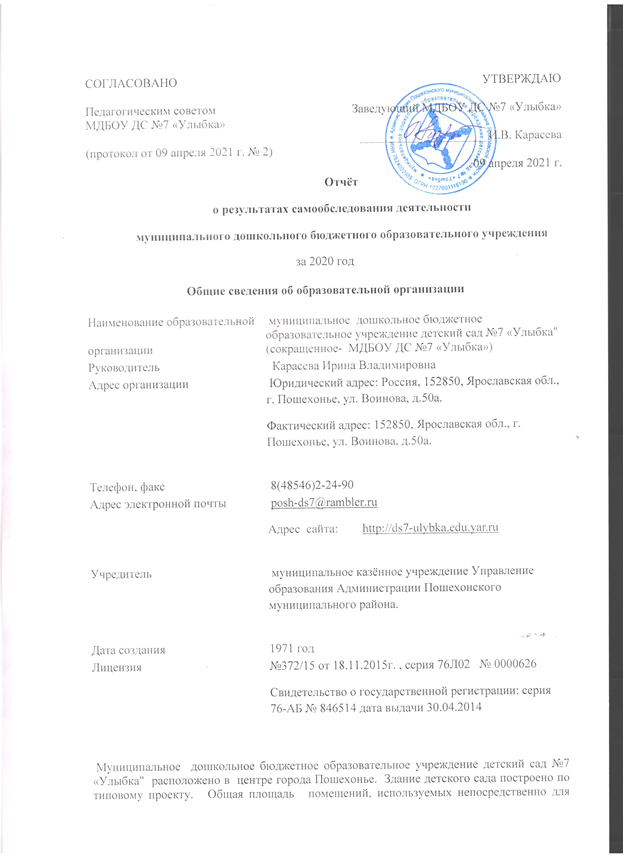 СОГЛАСОВАНО
УТВЕРЖДАЮ
Педагогическим советом
Заведующий МДБОУ ДС №7 «Улыбка»
МДБОУ ДС №7 «Улыбка»
И.В. Карасева
(протокол от 09 апреля 2021 г. № 2)
09 апреля 2021 г.
Отчёт
о результатах самообследования деятельности
муниципального дошкольного бюджетного образовательного учреждения
за 2020 год
Общие сведения об образовательной организации
Наименование образовательной муниципальное дошкольное бюджетное
образовательное учреждение детский сад №7 «Улыбка"
организации (сокращенное- МДБОУ ДС №7 «Улыбка»)
Руководитель Карасева Ирина Владимировна
Адрес организации Юридический адрес: Россия, 152850, Ярославская обл.,
г. Пошехонье, ул. Воинова, д.50а.
Фактический адрес: 152850, Ярославская обл., г.
Пошехонье, ул. Воинова, д.50а.
Телефон, факс 8(48546)2-24-90
Адрес электронной почты posh-ds7@rambler.ru
Адрес сайта: http://ds7-ulybka.edu.yar.ru
Учредитель муниципальное казённое учреждение Управление
образования Администрации Пошехонского
муниципального района.
Дата создания 1971 год
Лицензия №372/15 от 18.11.2015г. , серия 76Л02 № 0000626
Свидетельство о государственной регистрации: серия
76-АБ № 846514 дата выдачи 30.04.2014
Муниципальное дошкольное бюджетное образовательное учреждение детский сад №7
«Улыбка" расположено в центре города Пошехонье. Здание детского сада построено по
типовому проекту. Общая площадь помещений, используемых непосредственно для